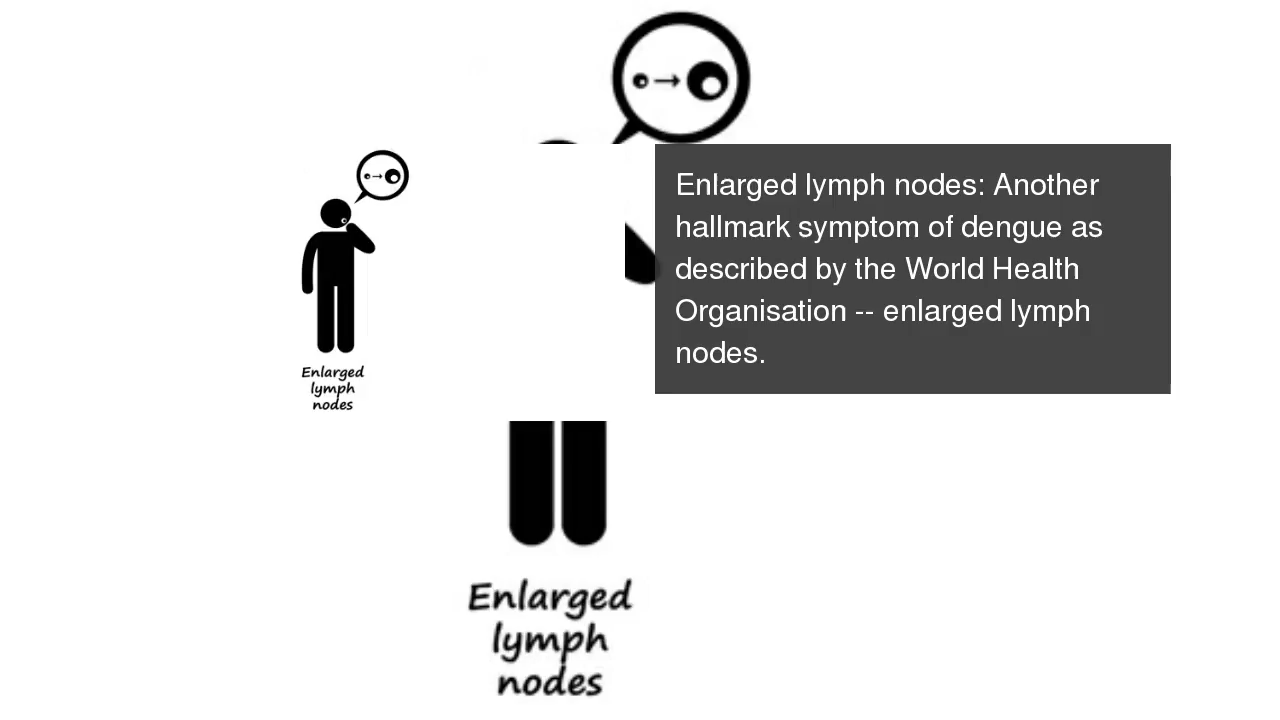 Enlarged lymph nodes: Another
hallmark symptom of dengue as
described by the World Health
Organisation -- enlarged lymph
nodes.
Enlarged
lymph
nodes
Enlarged
lymph
nodes